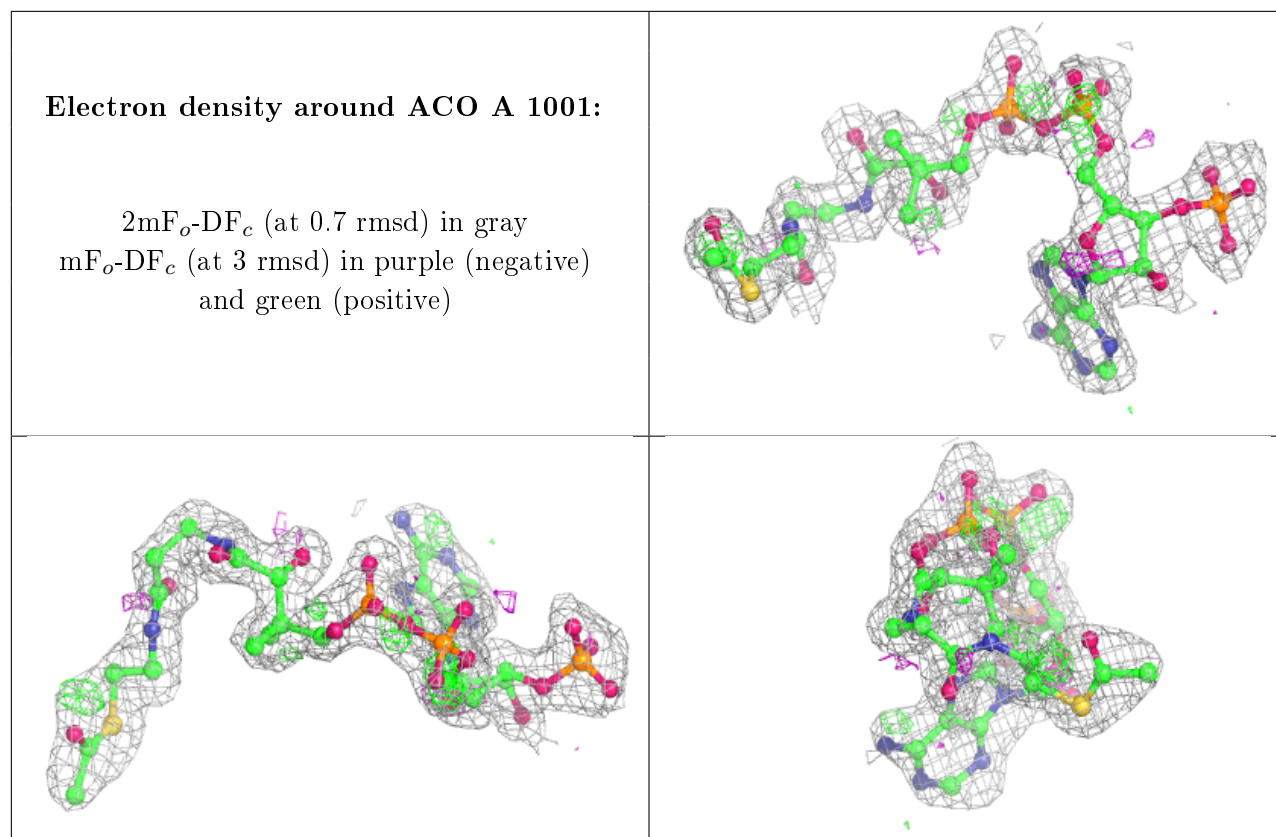 Electron density around ACO A 1001:
2mFo-DFc (at 0.7 rmsd) in gray
mFo-DFc (at 3 rmsd) in purple (negative)
and green (positive)